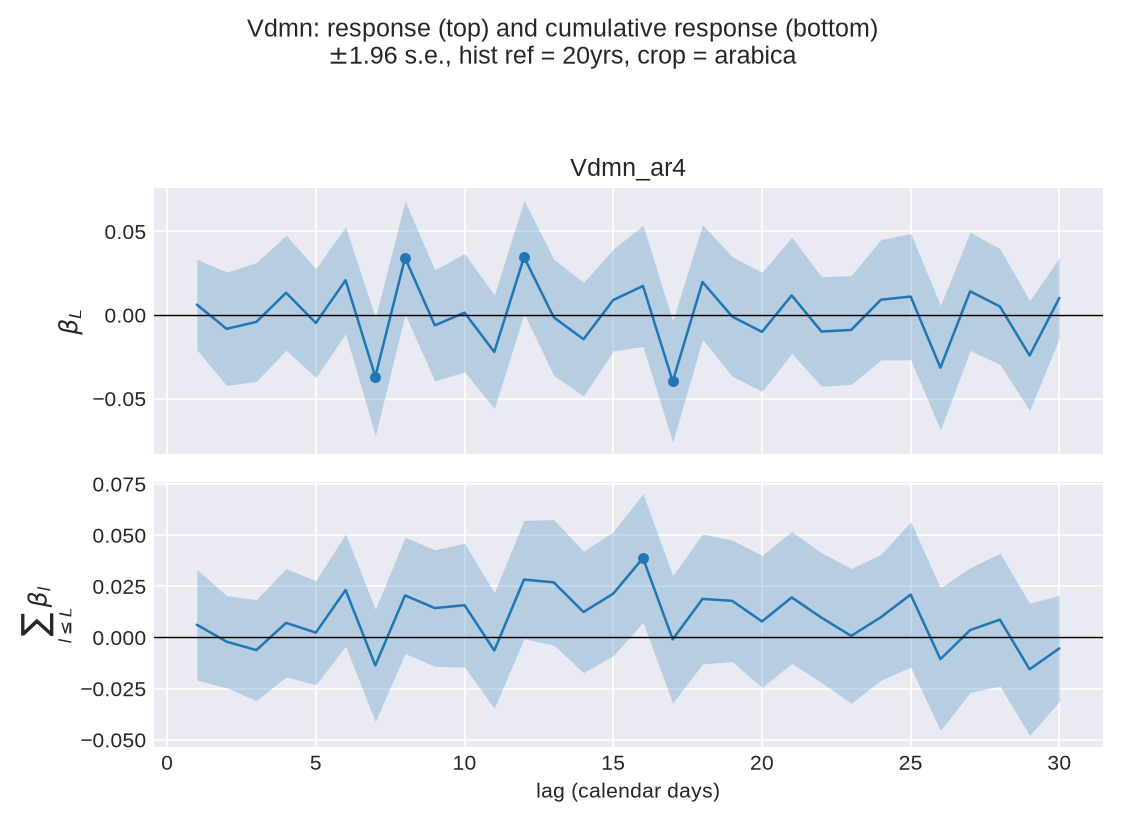 Vdmn: response (top) and cumulative response (bottom)
±1.96 s.e., hist ref = 20yrs, crop = arabica
Vdmn_ar4
0.05
0.00
−0.05
β_L
0.075
0.050
0.025
0.000
−0.025
−0.050
∑_{l≤L} β_l
0 5 10 15 20 25 30
lag (calendar days)